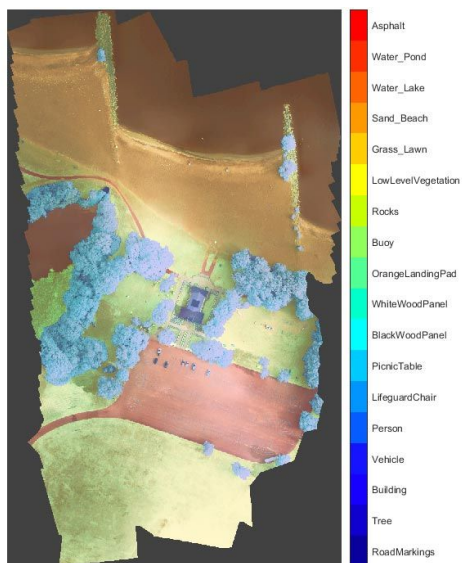 Asphalt
Water_Pond
Water_Lake
Sand_Beach
Grass_Lawn
LowLevelVegetation
Rocks
Buoy
OrangeLandingPad
WhiteWoodPanel
BlackWoodPanel
PicnicTable
LifeguardChair
Person
Vehicle
Building
Tree
RoadMarkings